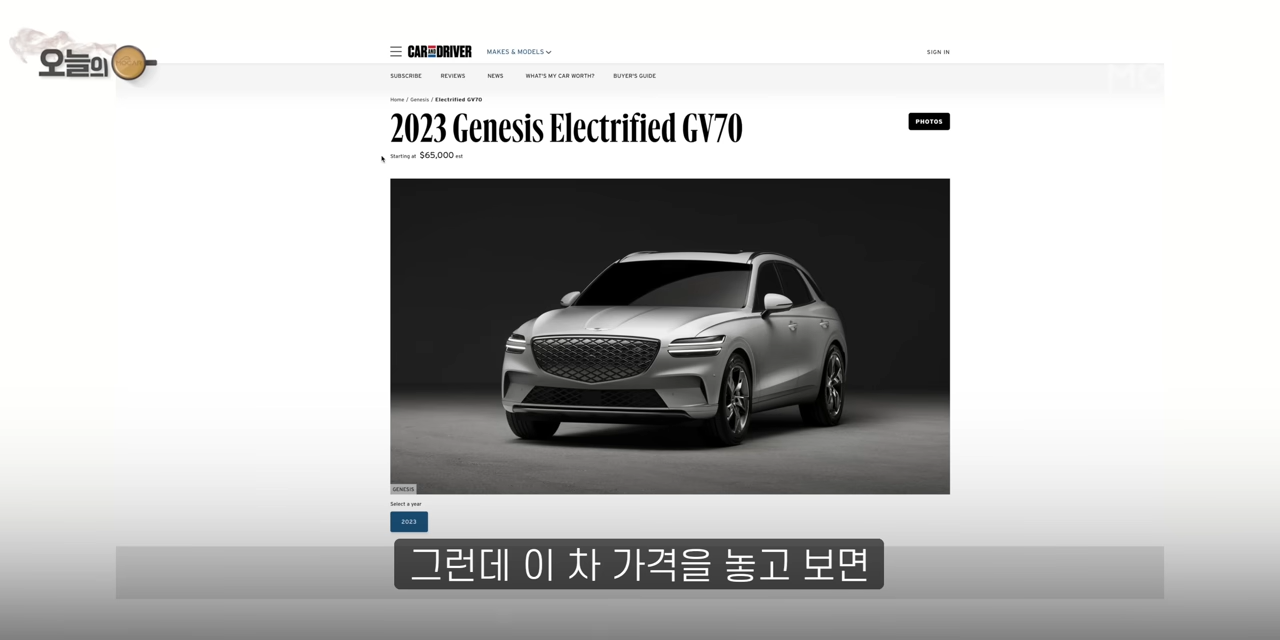 오늘의
CAR AND DRIVER
MAKES & MODELS
SIGN IN
SUBSCRIBE REVIEWS NEWS WHAT'S MY CAR WORTH? BUYER'S GUIDE
Home / Genesis / Electrified GV70
2023 Genesis Electrified GV70
PHOTOS
Starting at $65,000 est
GENESIS
Select a year
2023
그런데 이 차 가격을 놓고 보면